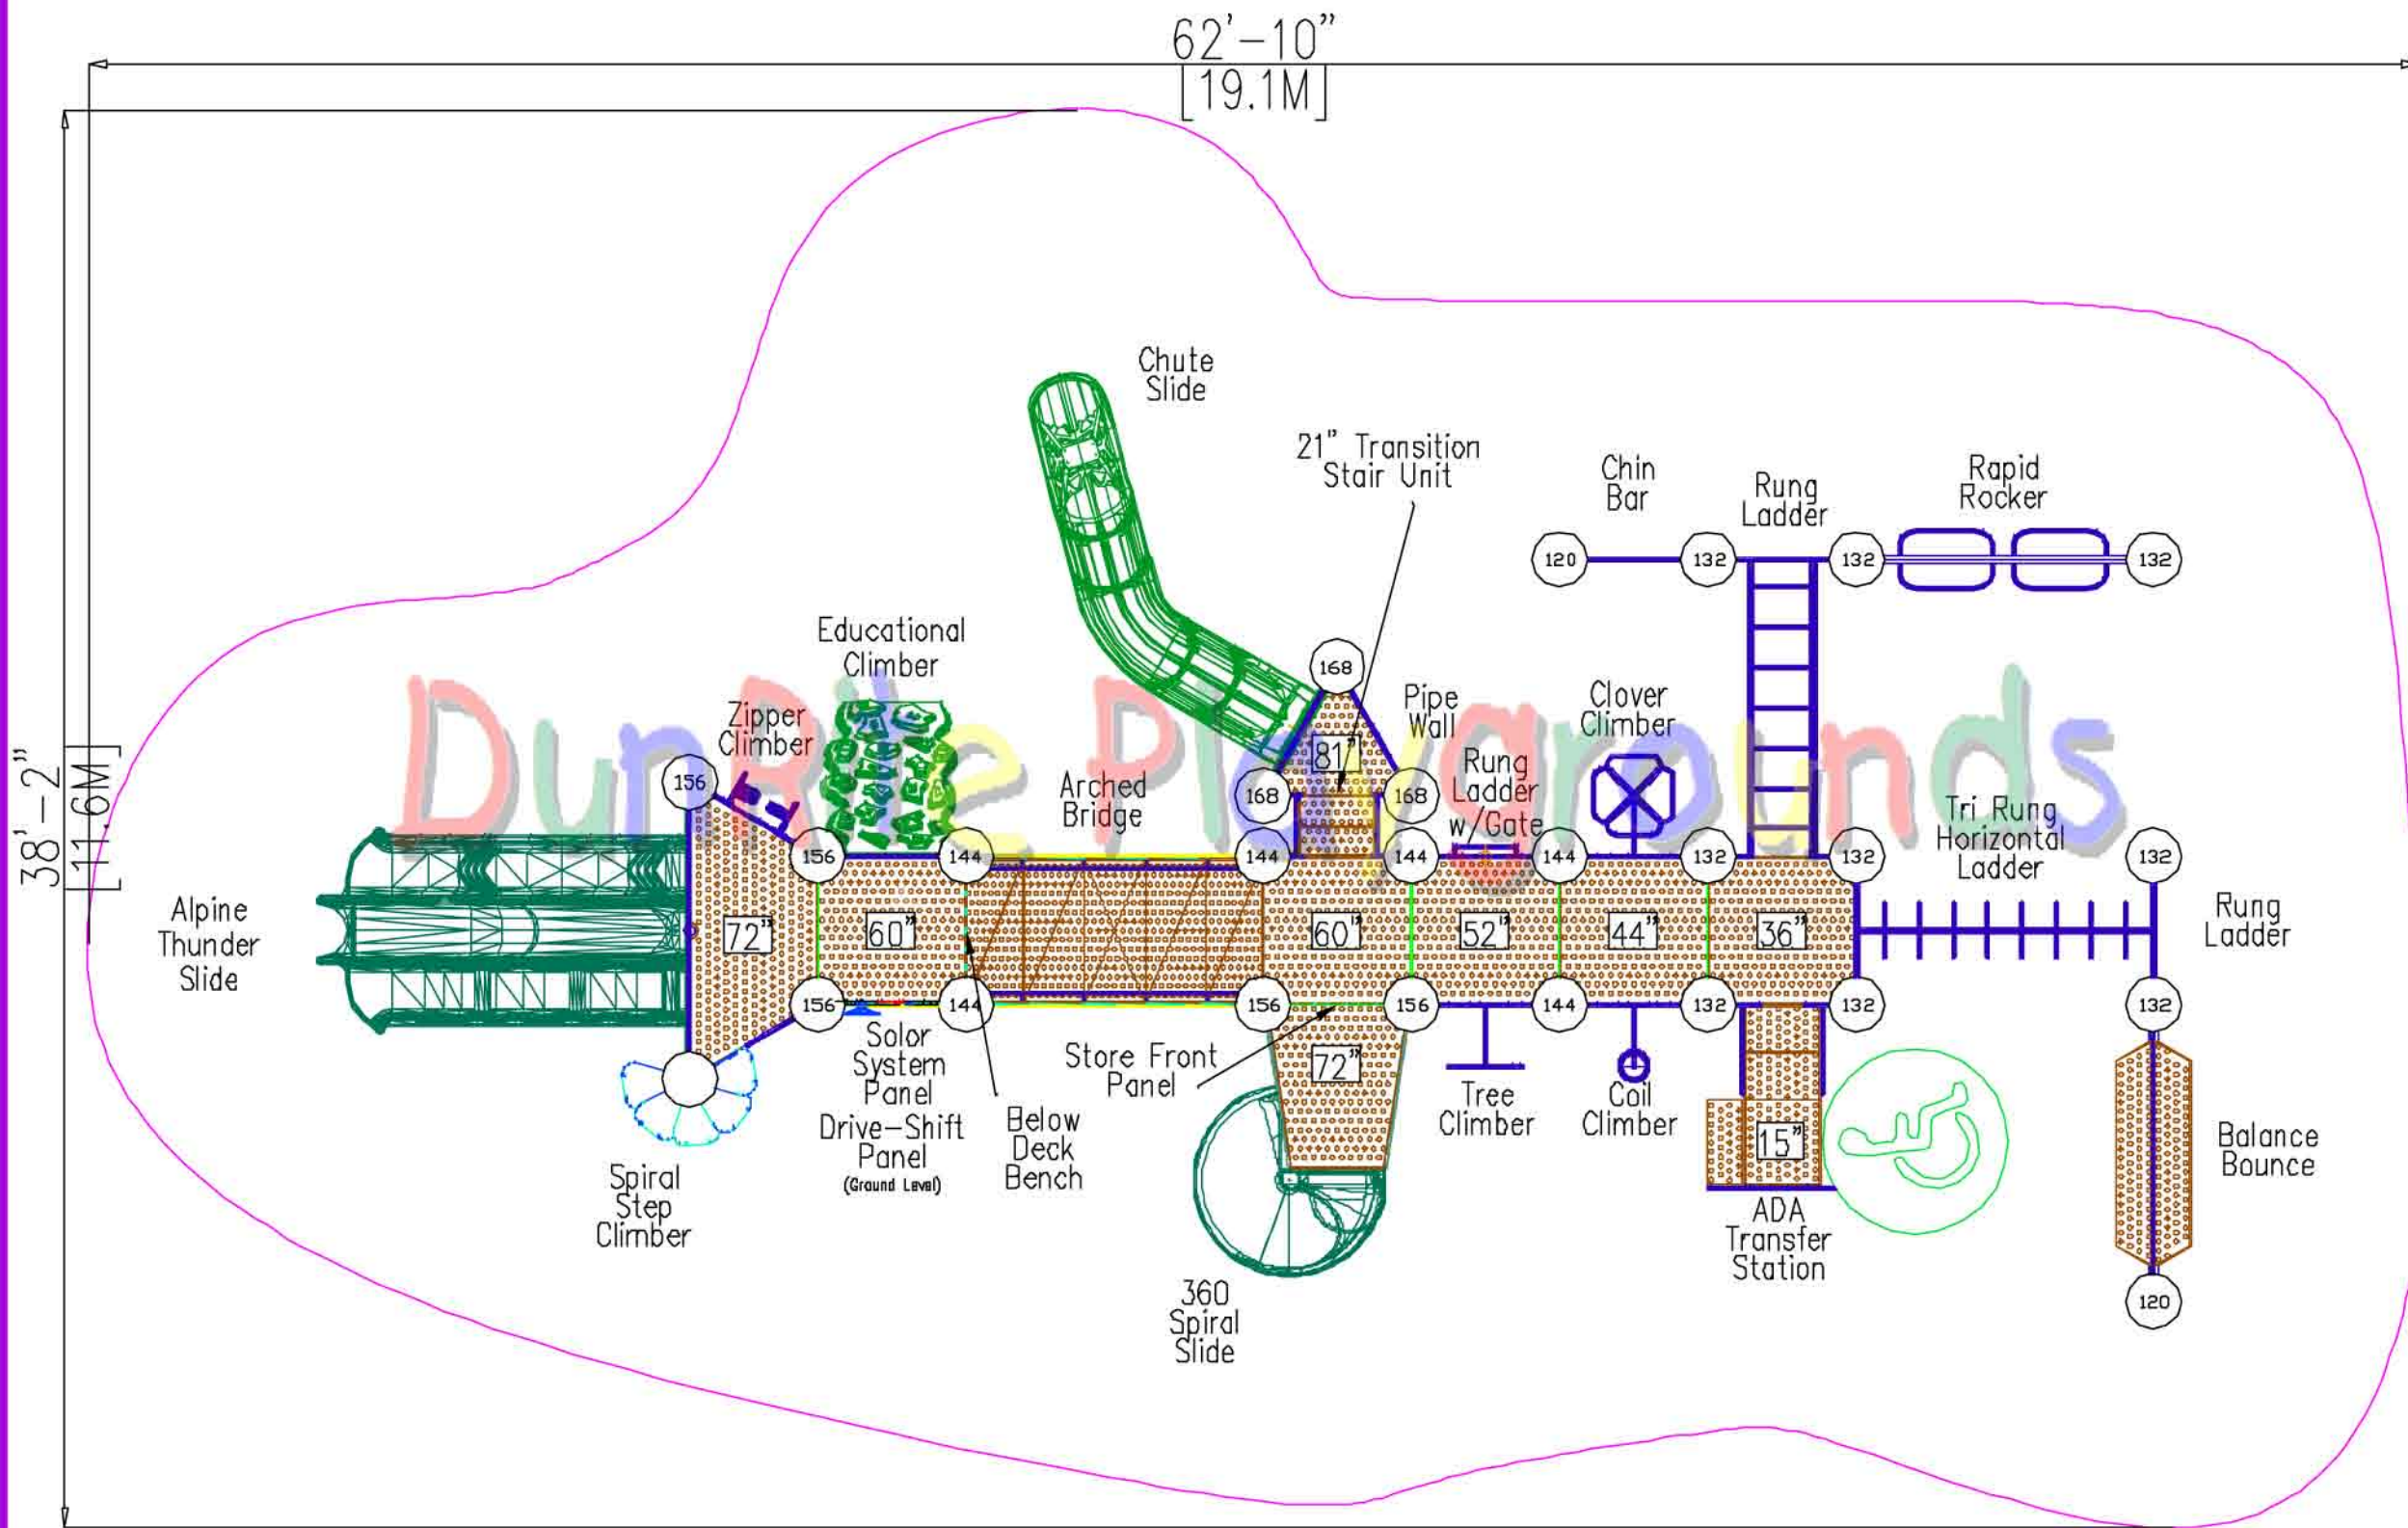 62'-10"
[19.1M]
38'-2"
[11.6M]
Chute
Slide
21" Transition
Stair Unit
Chin
Bar
Rung
Ladder
Rapid
Rocker
120
132
132
132
Educational
Climber
168
Zipper
Climber
Pipe
Wall
Clover
Climber
DunRite Playgrounds
81"
156
168
168
Arched
Bridge
Rung
Ladder
w/Gate
Tri Rung
Horizontal
Ladder
156
144
144
144
144
132
132
132
Alpine
Thunder
Slide
72"
60"
60"
52"
44"
36"
Rung
Ladder
156
144
156
156
144
132
132
132
Solor
System
Panel
Drive-Shift
Panel
(Ground Level)
Below
Deck
Bench
Store Front
Panel
72"
Tree
Climber
Coil
Climber
15"
Balance
Bounce
Spiral
Step
Climber
ADA
Transfer
Station
360
Spiral
Slide
120